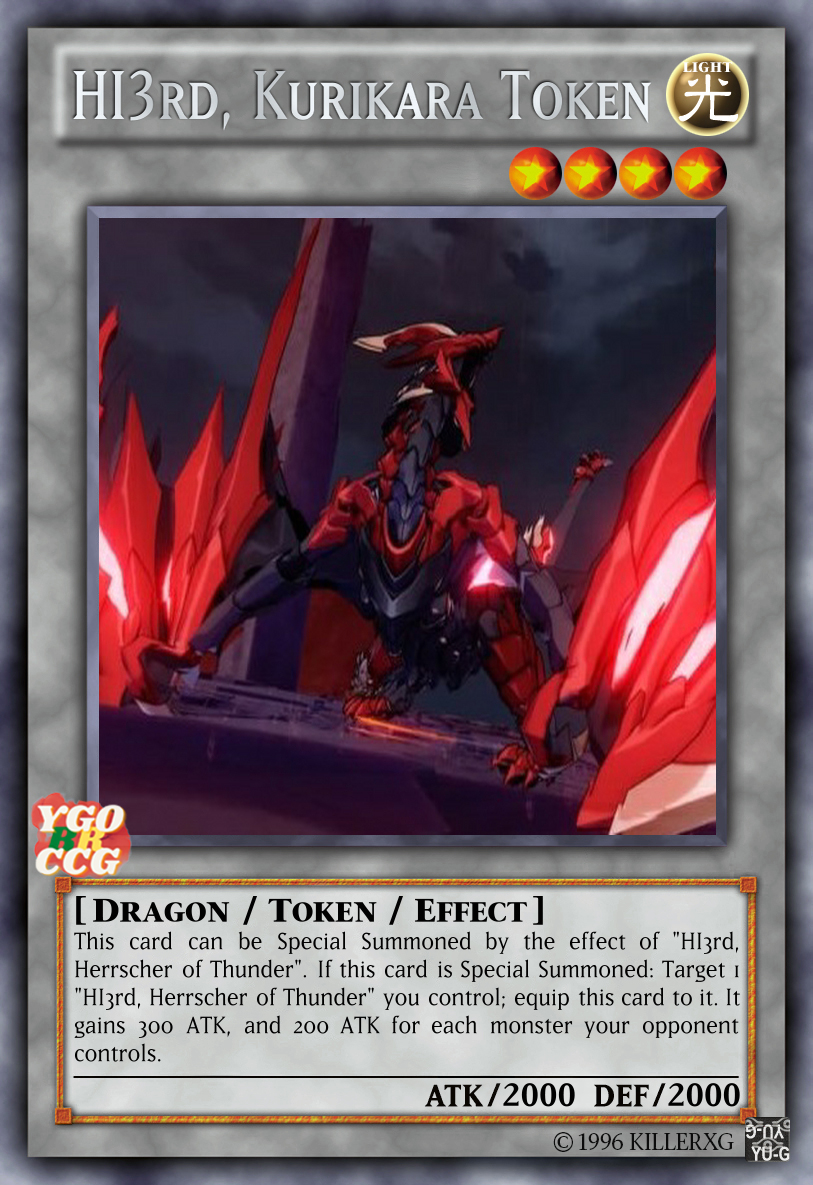 HI3rd, Kurikara Token
LIGHT
光
YGO
RR
CCG
[ Dragon / Token / Effect ]
This card can be Special Summoned by the effect of "HI3rd,
Herrscher of Thunder". If this card is Special Summoned: Target 1
"HI3rd, Herrscher of Thunder" you control; equip this card to it. It
gains 300 ATK, and 200 ATK for each monster your opponent
controls.
ATK/2000 DEF/2000
© 1996 KILLERXG
YU-G